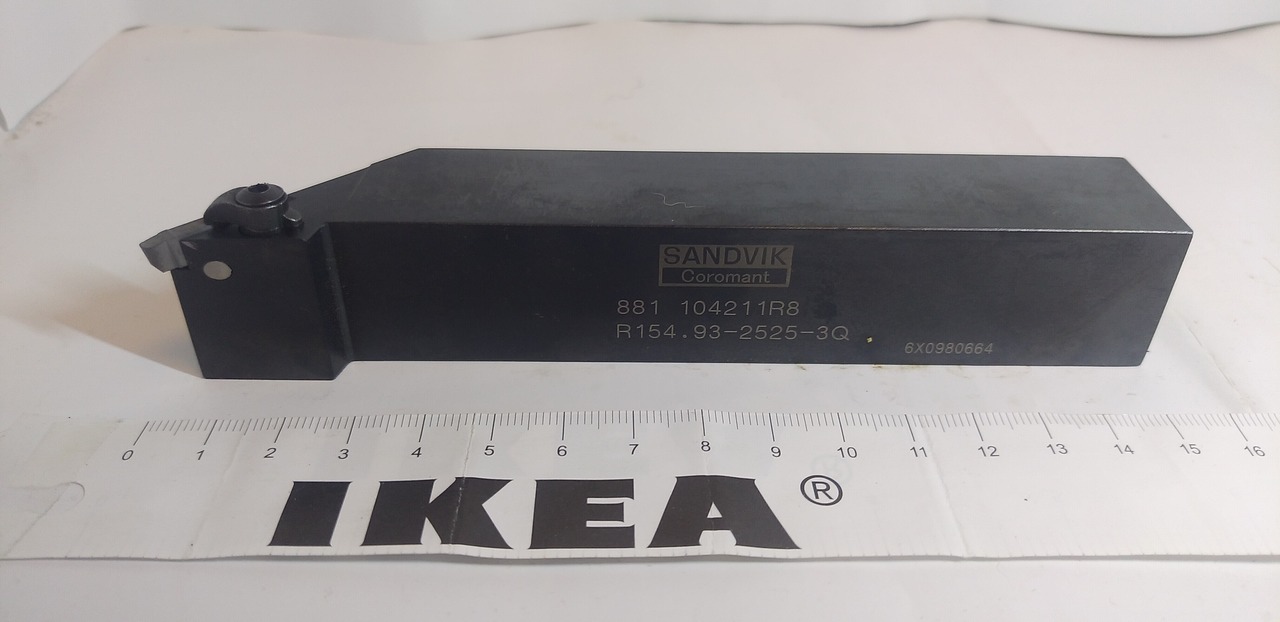 SANDVIK
Coromant
881 104211R8
R154.93-2525-3Q
6X0980664
0 1 2 3 4 5 6 7 8 9 10 11 12 13 14 15 16
IKEA®